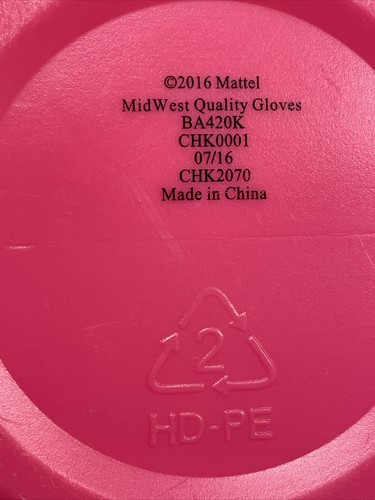 ©2016 Mattel
MidWest Quality Gloves
BA420K
CHK0001
07/16
CHK2070
Made in China
2
HD-PE